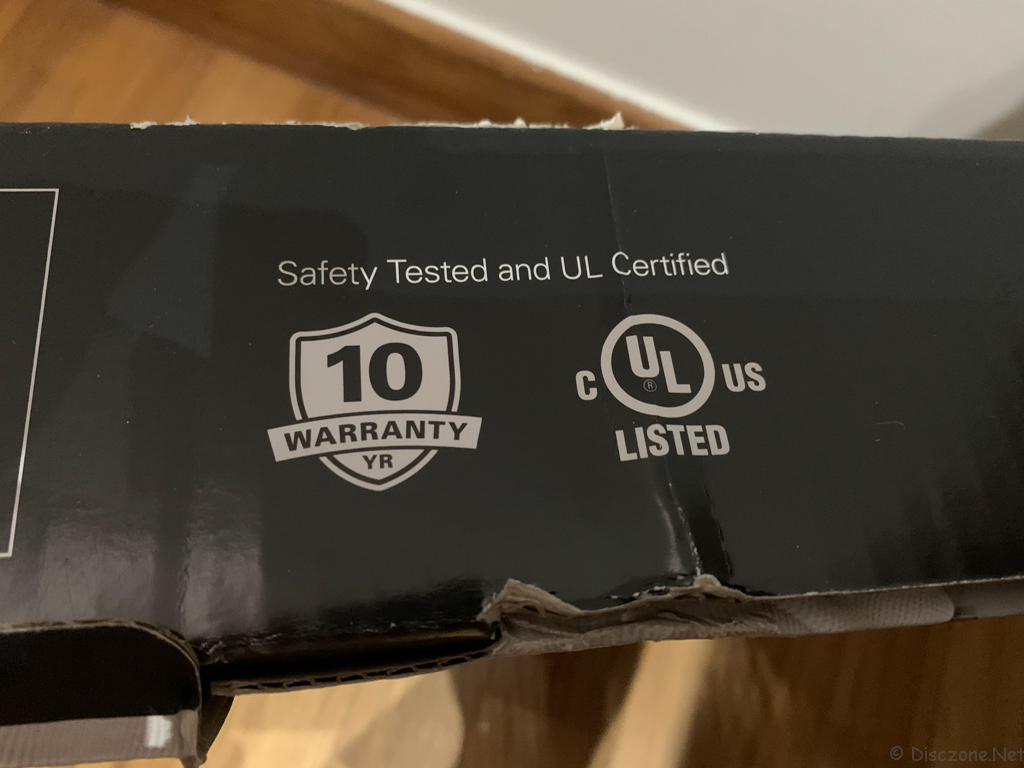 Safety Tested and UL Certified
10
WARRANTY
YR
C UL® US
LISTED
© Disczone.Net